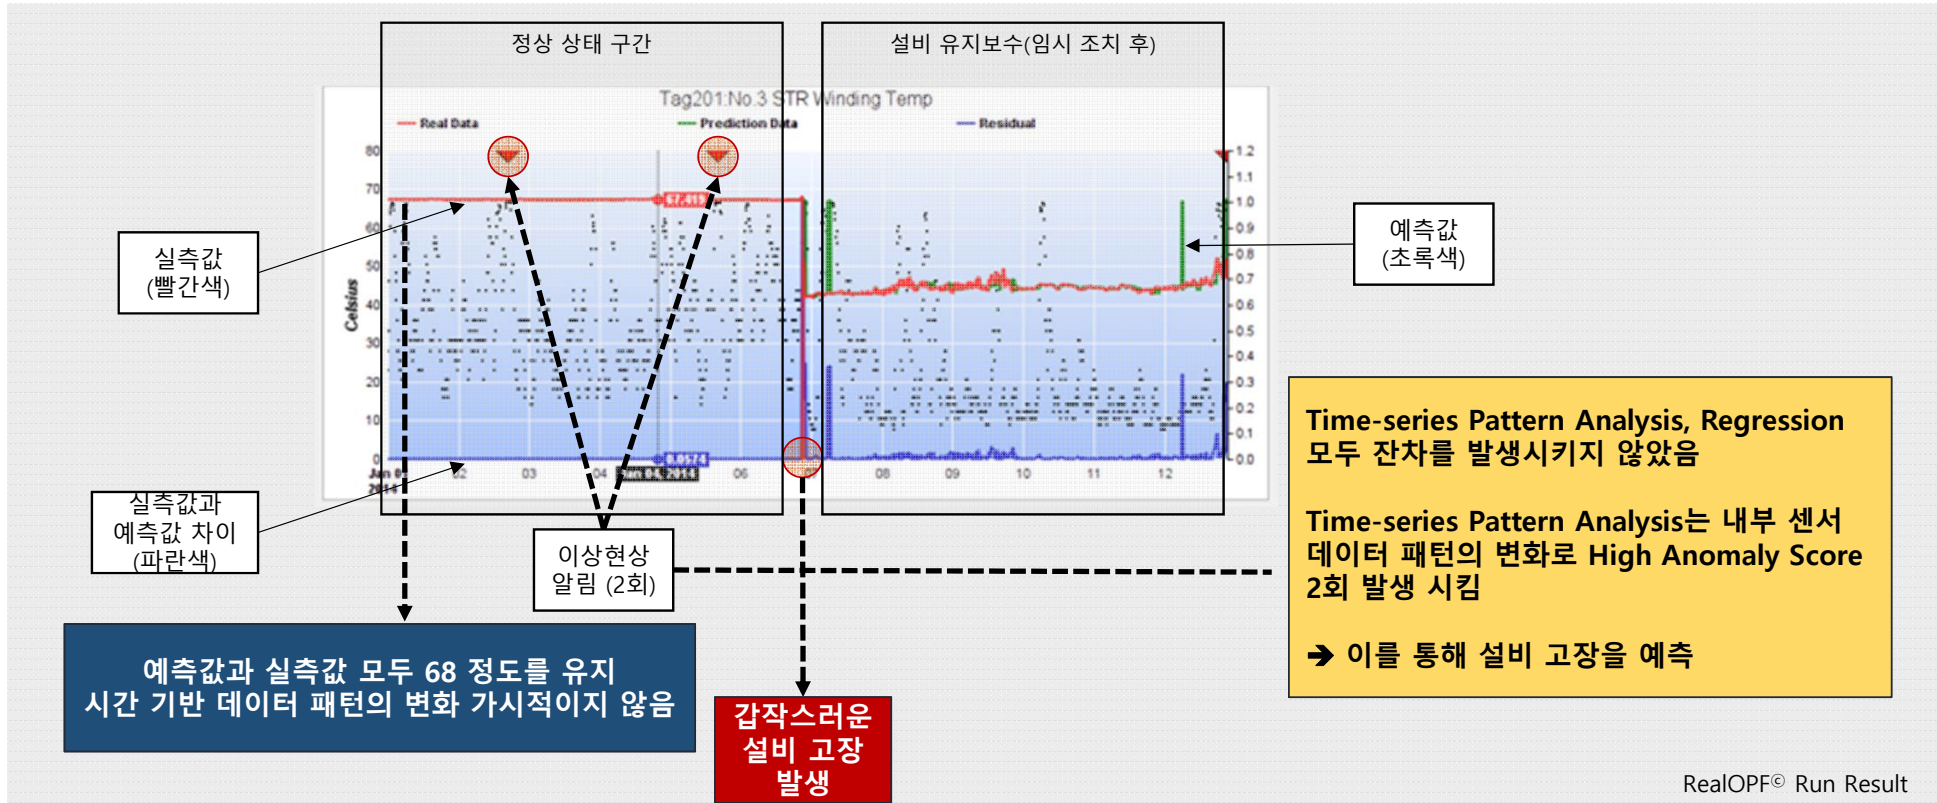 정상 상태 구간
설비 유지보수(임시 조치 후)
Tag201:No.3 STR Winding Temp
Real Data
Prediction Data
Residual
80
70
60
50
40
30
20
10
0
Celsius
1.2
1.1
1.0
0.9
0.8
0.7
0.6
0.5
0.4
0.3
0.2
0.1
0.0
67.419
0.0574
Jan 01
2014
02
03
04
Jan 04, 2014
06
07
08
09
10
11
12
실측값
(빨간색)
예측값
(초록색)
실측값과
예측값 차이
(파란색)
이상현상
알림 (2회)
예측값과 실측값 모두 68 정도를 유지
시간 기반 데이터 패턴의 변화 가시적이지 않음
갑작스러운
설비 고장
발생
Time-series Pattern Analysis, Regression
모두 잔차를 발생시키지 않았음
Time-series Pattern Analysis는 내부 센서
데이터 패턴의 변화로 High Anomaly Score
2회 발생 시킴
➔ 이를 통해 설비 고장을 예측
RealOPF© Run Result